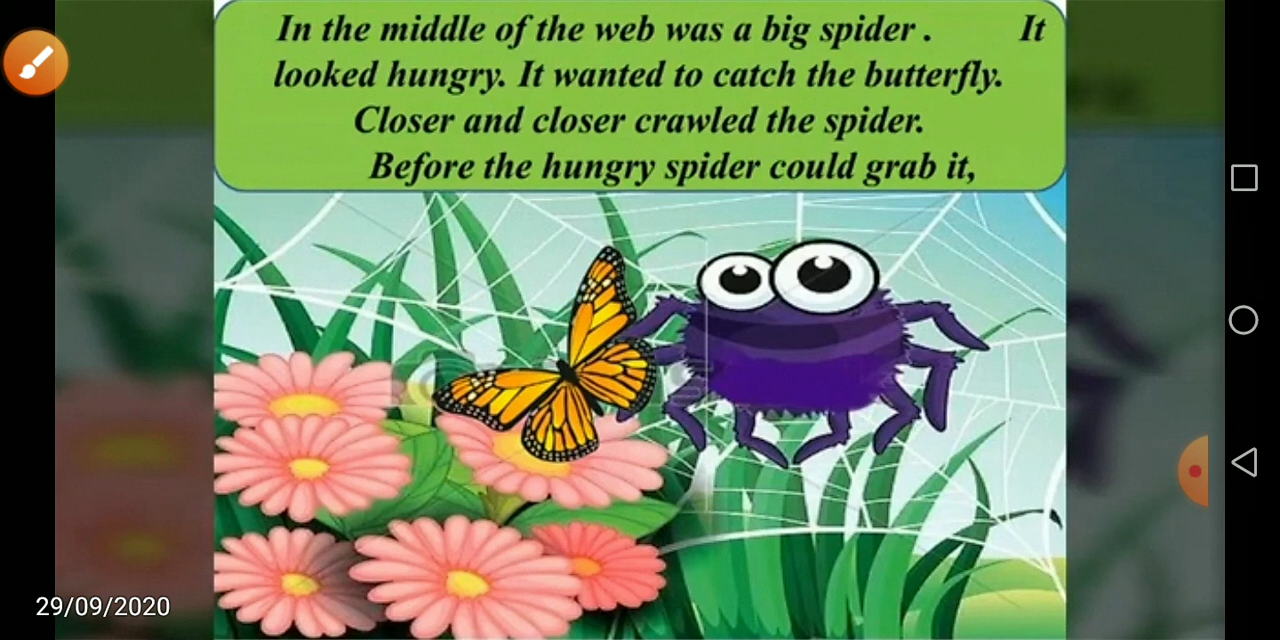 In the middle of the web was a big spider . It
looked hungry. It wanted to catch the butterfly.
Closer and closer crawled the spider.
Before the hungry spider could grab it,
29/09/2020